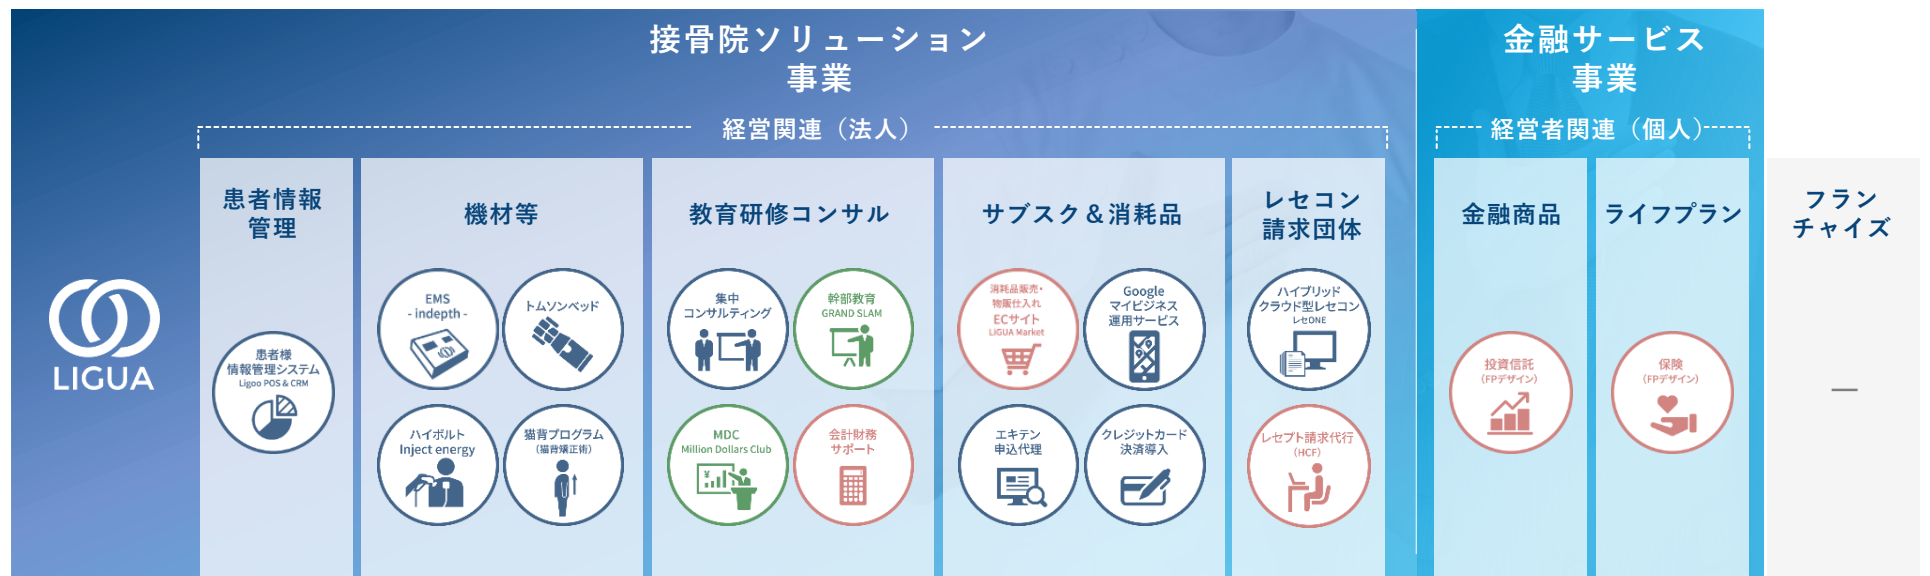 接骨院ソリューション
事業
金融サービス
事業
経営関連（法人）
経営者関連（個人）
患者情報
管理
機材等
教育研修コンサル
サブスク＆消耗品
レセコン
請求団体
金融商品
ライフプラン
フラン
チャイズ
LIGUA
患者様
情報管理システム
Ligoo POS & CRM
EMS
- indepth -
トムソンベッド
ハイボルト
Inject energy
猫背プログラム
（猫背矯正術）
集中
コンサルティング
幹部教育
GRAND SLAM
MDC
Million Dollars Club
会計財務
サポート
消耗品販売・
物販仕入れ
ECサイト
LiGUA Market
Google
マイビジネス
運用サービス
エキテン
申込代理
クレジットカード
決済導入
ハイブリッド
クラウド型レセコン
レセONE
レセプト請求代行
（HCF）
投資信託
（FPデザイン）
保険
（FPデザイン）
—